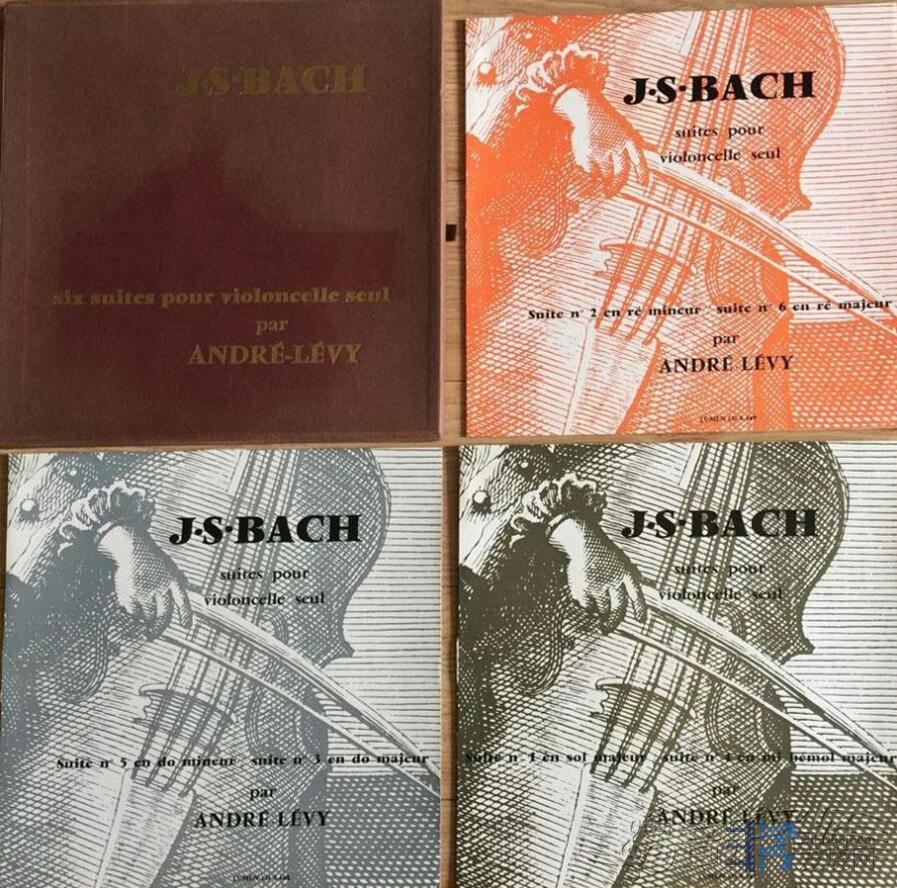 J·S·BACH
six suites pour violoncelle seul
par
ANDRÉ-LÉVY
J·S·BACH
suites pour
violoncelle seul
Suite n° 2 en ré mineur - suite n° 6 en ré majeur
par
ANDRÉ LÉVY
J·S·BACH
suites pour
violoncelle seul
Suite n° 5 en do mineur - suite n° 3 en do majeur
par
ANDRÉ LÉVY
J·S·BACH
suites pour
violoncelle seul
Suite n° 1 en sol majeur - suite n° 4 en mi bémol majeur
par
ANDRÉ LÉVY